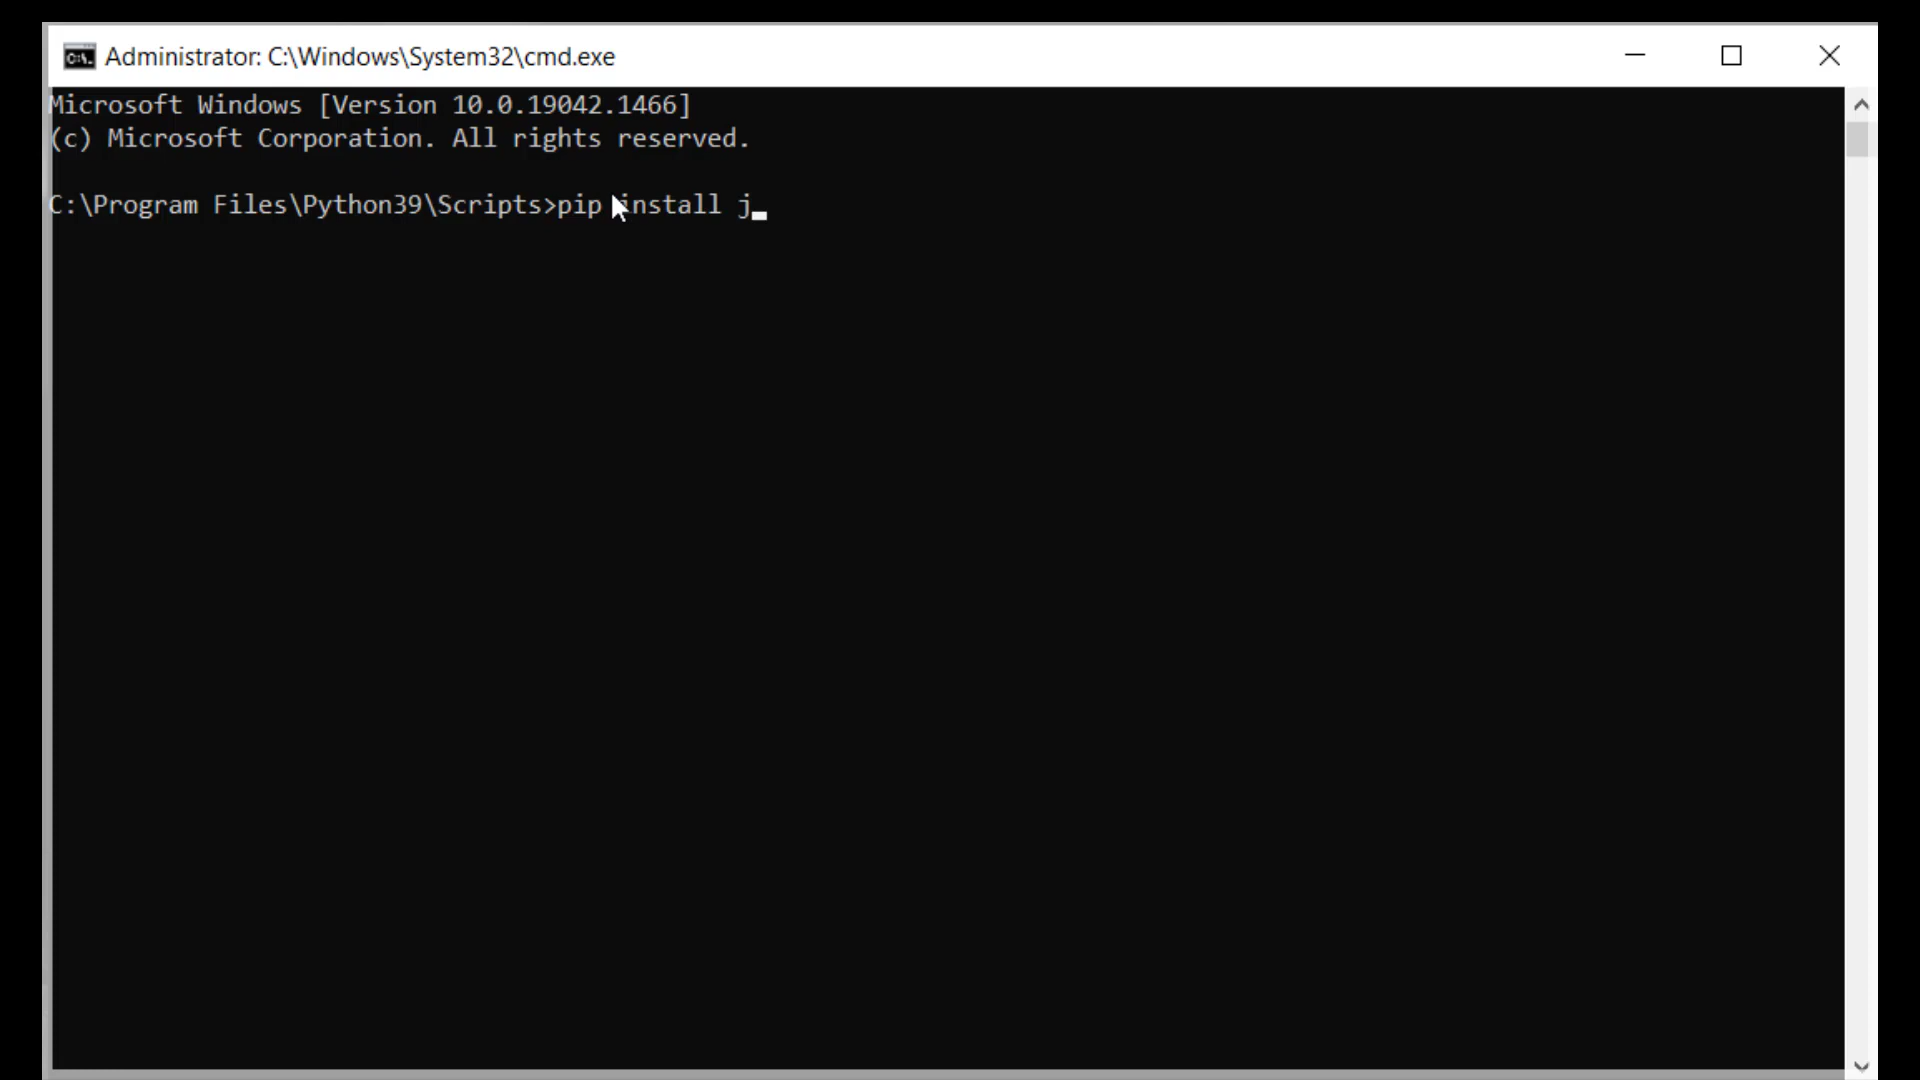 Administrator: C:\Windows\System32\cmd.exe
Microsoft Windows [Version 10.0.19042.1466]
(c) Microsoft Corporation. All rights reserved.
C:\Program Files\Python39\Scripts>pip install j_